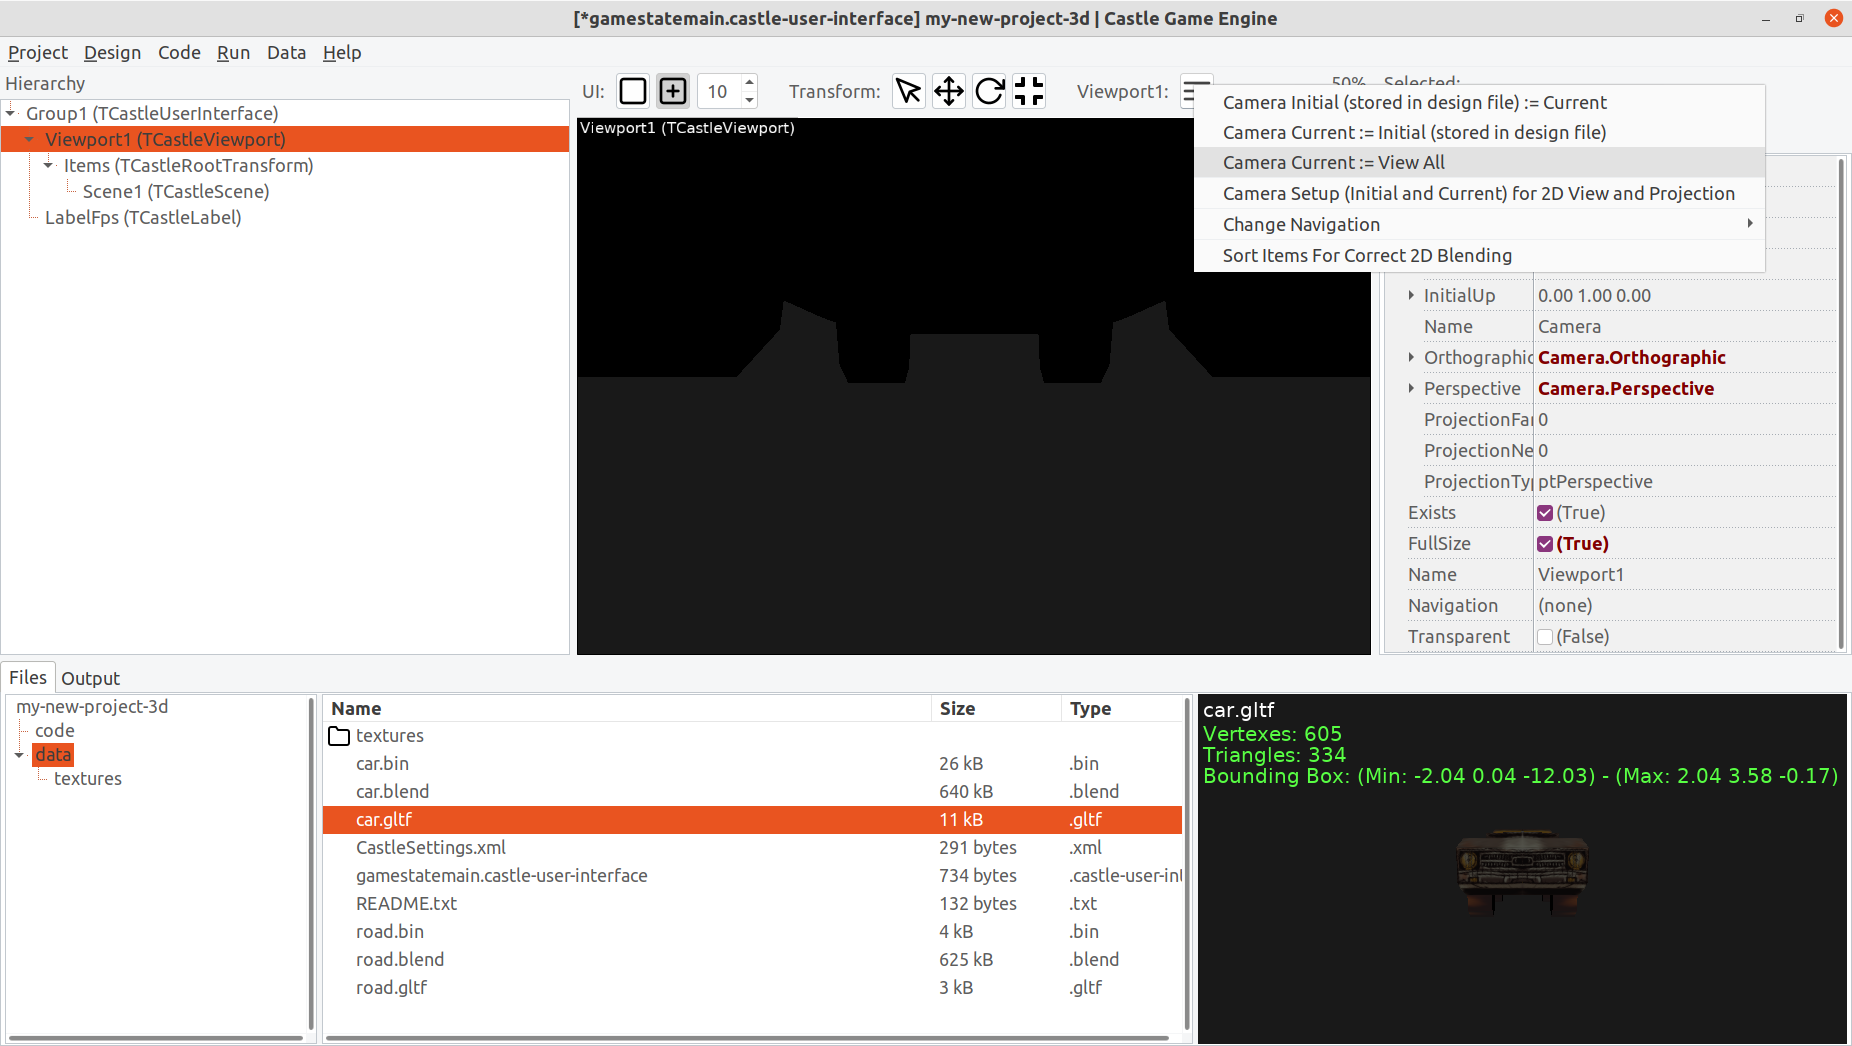 [*gamestatemain.castle-user-interface] my-new-project-3d | Castle Game Engine
Project Design Code Run Data Help
Hierarchy
Group1 (TCastleUserInterface)
Viewport1 (TCastleViewport)
Items (TCastleRootTransform)
Scene1 (TCastleScene)
LabelFps (TCastleLabel)
UI: 10 Transform: Viewport1: 50% Selected:
Viewport1 (TCastleViewport)
Camera Initial (stored in design file) := Current
Camera Current := Initial (stored in design file)
Camera Current := View All
Camera Setup (Initial and Current) for 2D View and Projection
Change Navigation
Sort Items For Correct 2D Blending
InitialUp 0.00 1.00 0.00
Name Camera
Orthographic Camera.Orthographic
Perspective Camera.Perspective
ProjectionFar 0
ProjectionNe 0
ProjectionTyp ptPerspective
Exists (True)
FullSize (True)
Name Viewport1
Navigation (none)
Transparent (False)
Files Output
my-new-project-3d
code
data
textures
Name Size Type
textures
car.bin 26 kB .bin
car.blend 640 kB .blend
car.gltf 11 kB .gltf
CastleSettings.xml 291 bytes .xml
gamestatemain.castle-user-interface 734 bytes .castle-user-int
README.txt 132 bytes .txt
road.bin 4 kB .bin
road.blend 625 kB .blend
road.gltf 3 kB .gltf
car.gltf
Vertexes: 605
Triangles: 334
Bounding Box: (Min: -2.04 0.04 -12.03) - (Max: 2.04 3.58 -0.17)